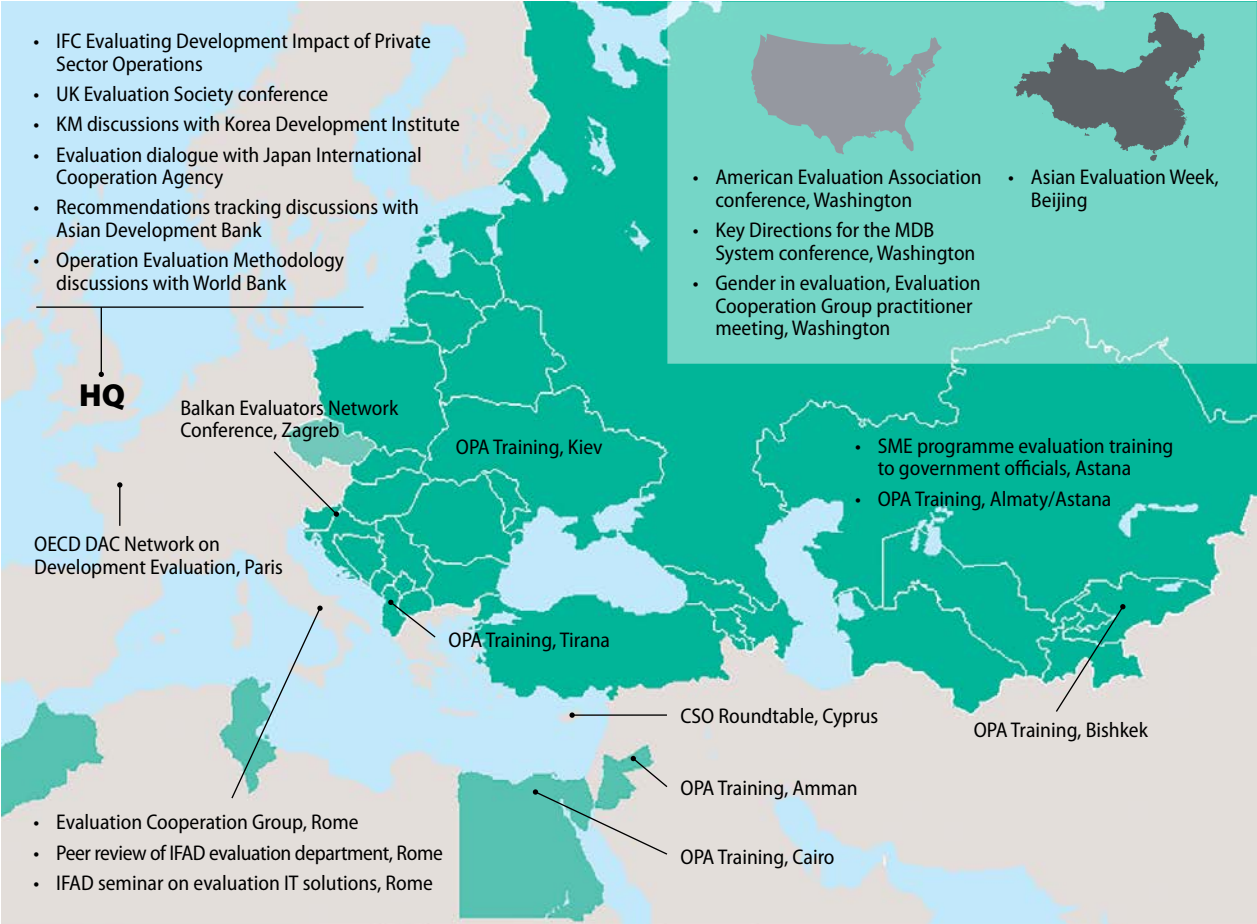 • IFC Evaluating Development Impact of Private
Sector Operations
• UK Evaluation Society conference
• KM discussions with Korea Development Institute
• Evaluation dialogue with Japan International
Cooperation Agency
• Recommendations tracking discussions with
Asian Development Bank
• Operation Evaluation Methodology
discussions with World Bank
HQ
• American Evaluation Association
conference, Washington
• Key Directions for the MDB
System conference, Washington
• Gender in evaluation, Evaluation
Cooperation Group practitioner
meeting, Washington
• Asian Evaluation Week,
Beijing
Balkan Evaluators Network
Conference, Zagreb
OPA Training, Kiev
• SME programme evaluation training
to government officials, Astana
• OPA Training, Almaty/Astana
OECD DAC Network on
Development Evaluation, Paris
OPA Training, Tirana
CSO Roundtable, Cyprus
OPA Training, Bishkek
OPA Training, Amman
OPA Training, Cairo
• Evaluation Cooperation Group, Rome
• Peer review of IFAD evaluation department, Rome
• IFAD seminar on evaluation IT solutions, Rome